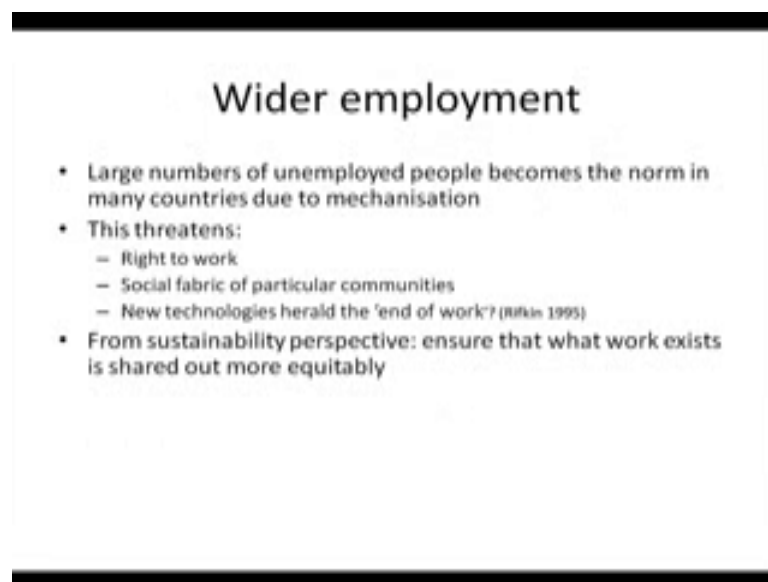 Wider employment
• Large numbers of unemployed people becomes the norm in
many countries due to mechanisation
• This threatens:
– Right to work
– Social fabric of particular communities
– New technologies herald the 'end of work'? (Rifkin 1995)
• From sustainability perspective: ensure that what work exists
is shared out more equitably